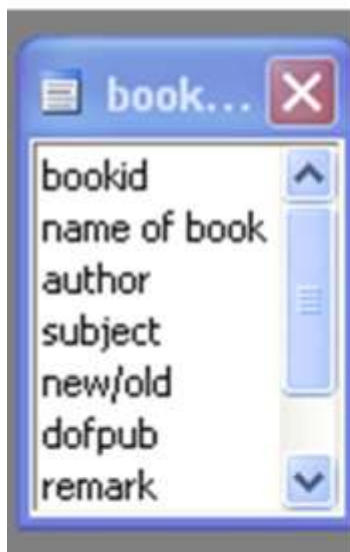 book...
bookid
name of book
author
subject
new/old
dofpub
remark